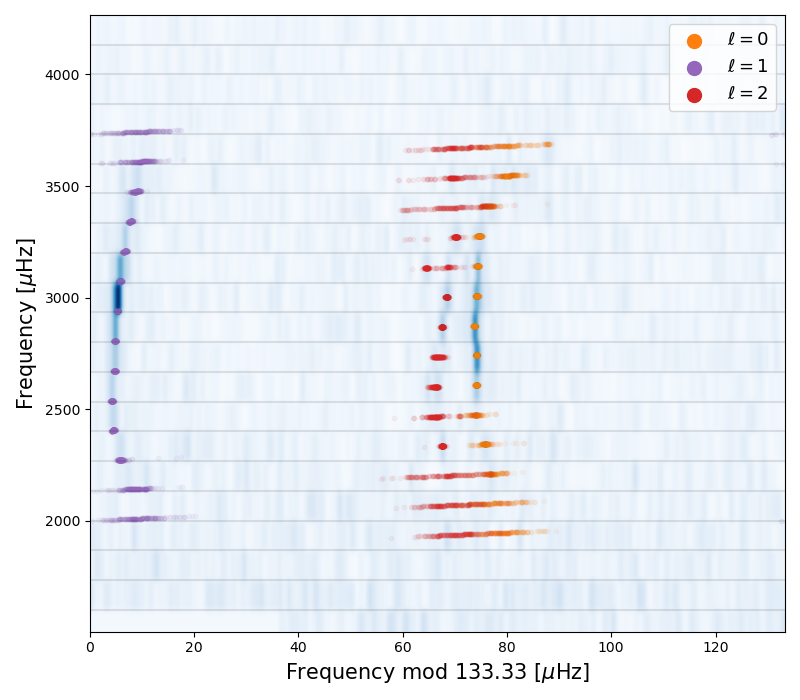 ℓ = 0
ℓ = 1
ℓ = 2
4000
3500
3000
2500
2000
Frequency [μHz]
0 20 40 60 80 100 120
Frequency mod 133.33 [μHz]